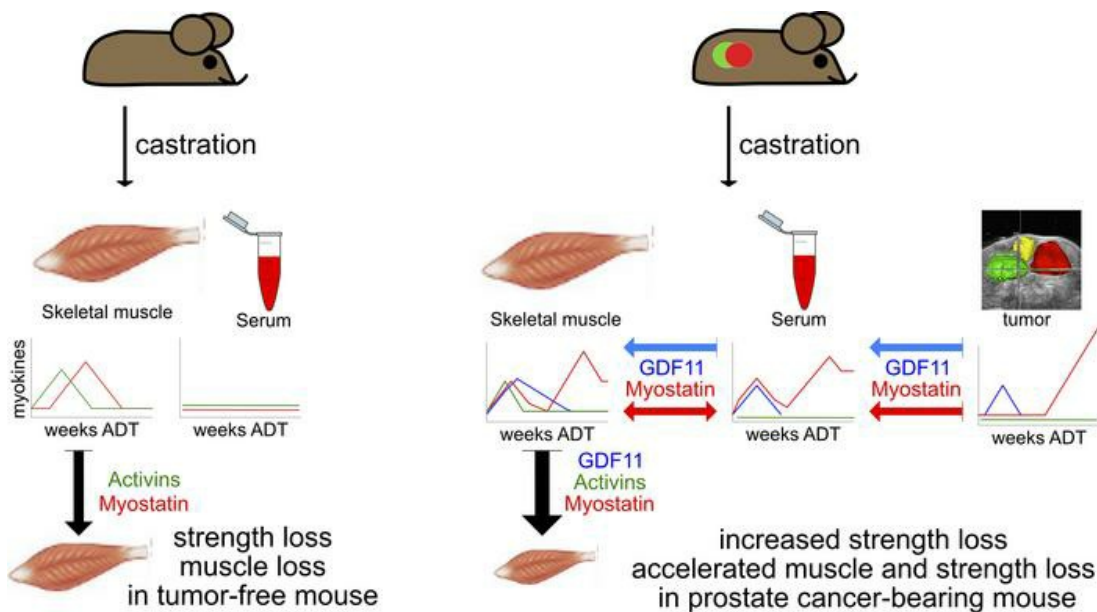 castration
Skeletal muscle
Serum
myokines
weeks ADT
weeks ADT
Activins
Myostatin
strength loss
muscle loss
in tumor-free mouse
castration
Skeletal muscle
Serum
tumor
GDF11
Myostatin
GDF11
Myostatin
weeks ADT
weeks ADT
weeks ADT
GDF11
Activins
Myostatin
increased strength loss
accelerated muscle and strength loss
in prostate cancer-bearing mouse